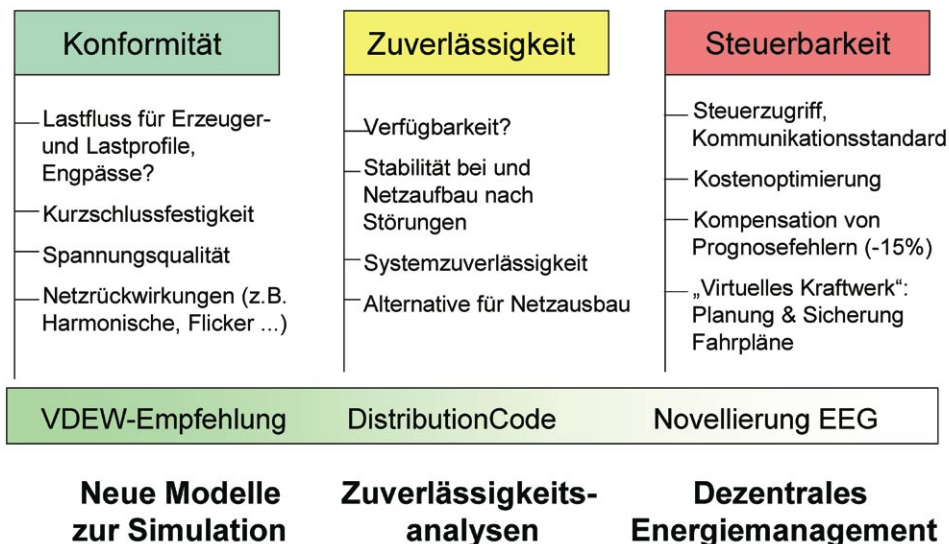 Konformität
Lastfluss für Erzeuger-
und Lastprofile,
Engpässe?
Kurzschlussfestigkeit
Spannungsqualität
Netzrückwirkungen (z.B.
Harmonische, Flicker ...)
Zuverlässigkeit
Verfügbarkeit?
Stabilität bei und
Netzaufbau nach
Störungen
Systemzuverlässigkeit
Alternative für Netzausbau
Steuerbarkeit
Steuerzugriff,
Kommunikationsstandard
Kostenoptimierung
Kompensation von
Prognosefehlern (-15%)
„Virtuelles Kraftwerk“:
Planung & Sicherung
Fahrpläne
VDEW-Empfehlung
DistributionCode
Novellierung EEG
Neue Modelle
zur Simulation
Zuverlässigkeits-
analysen
Dezentrales
Energiemanagement